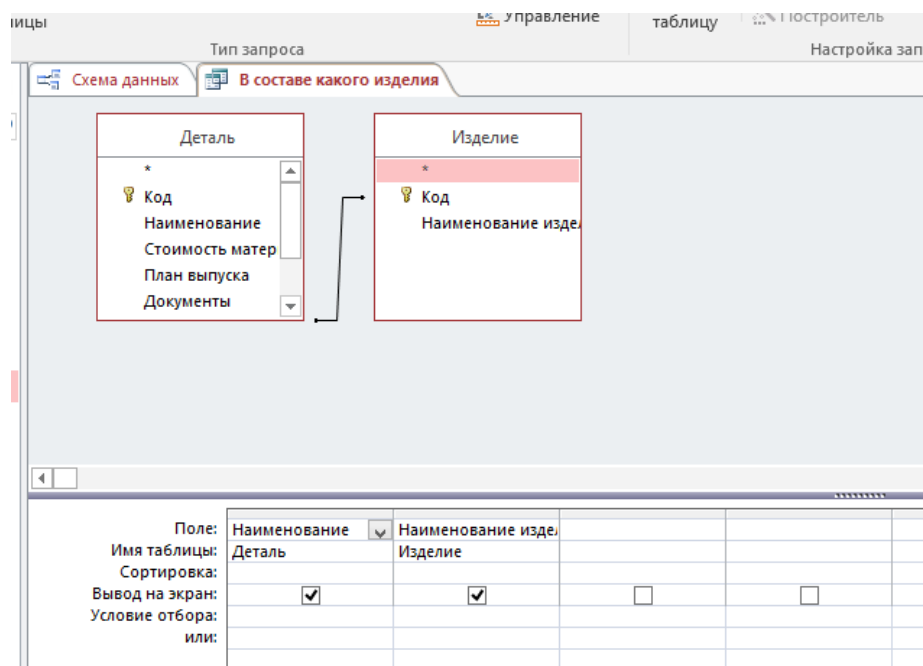 ицы
Управление
таблицу
Построитель
Тип запроса
Настройка зап
Схема данных
В составе какого изделия
Деталь
*
Код
Наименование
Стоимость матер
План выпуска
Документы
Изделие
*
Код
Наименование издел
Поле: Наименование Наименование издел
Имя таблицы: Деталь Изделие
Сортировка:
Вывод на экран:
Условие отбора:
или: